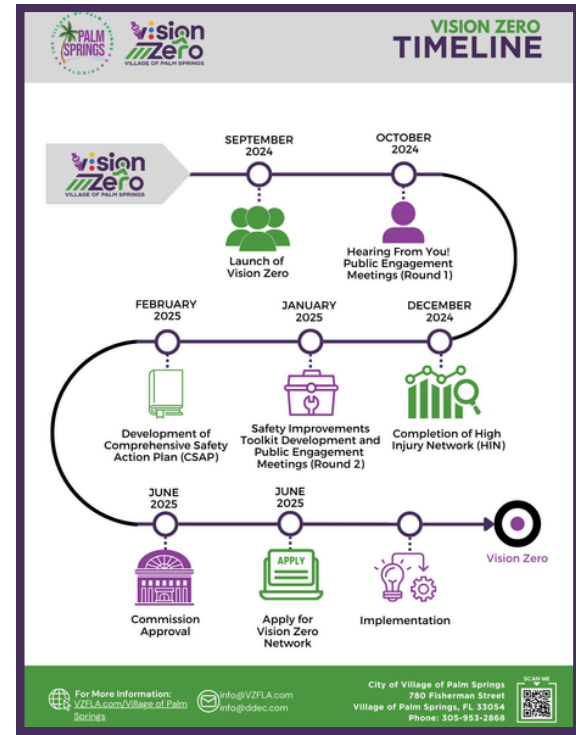 THE VILLAGE OF PALM SPRINGS
PALM
SPRINGS
FLORIDA
Vision
Zero
VILLAGE OF PALM SPRINGS
VISION ZERO
TIMELINE
Vision
Zero
VILLAGE OF PALM SPRINGS
SEPTEMBER
2024
Launch of
Vision Zero
OCTOBER
2024
Hearing From You!
Public Engagement
Meetings (Round 1)
FEBRUARY
2025
Development of
Comprehensive Safety
Action Plan (CSAP)
JANUARY
2025
Safety Improvements
Toolkit Development and
Public Engagement
Meetings (Round 2)
DECEMBER
2024
Completion of High
Injury Network (HIN)
JUNE
2025
Commission
Approval
JUNE
2025
APPLY
Apply for
Vision Zero
Network
Implementation
Vision Zero
For More Information:
VZFLA.com/Village of Palm
Springs
info@VZFLA.com
info@ddec.com
City of Village of Palm Springs
780 Fisherman Street
Village of Palm Springs, FL 33054
Phone: 305-953-2868
SCAN ME